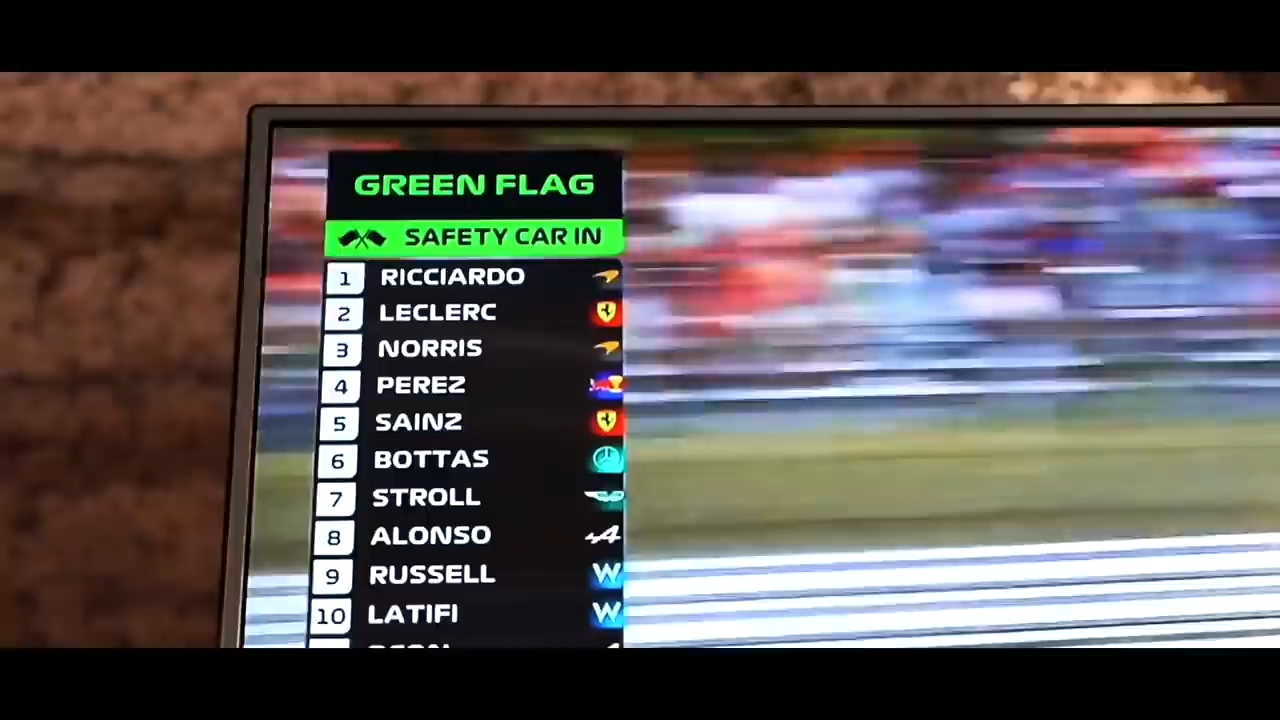 GREEN FLAG
SAFETY CAR IN
1 RICCIARDO
2 LECLERC
3 NORRIS
4 PEREZ
5 SAINZ
6 BOTTAS
7 STROLL
8 ALONSO
9 RUSSELL W
10 LATIFI W